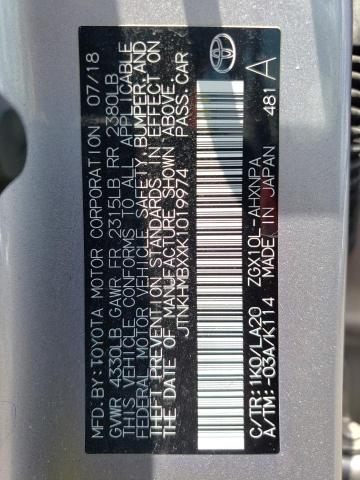 MFD.BY:TOYOTA MOTOR CORPORATION 07/18
GVWR 4330LB GAWR FR 2315LB RR 2380LB
THIS VEHICLE CONFORMS TO ALL APPLICABLE
FEDERAL MOTOR VEHICLE SAFETY, BUMPER, AND
THEFT PREVENTION STANDARDS IN EFFECT ON
THE DATE OF MANUFACTURE SHOWN ABOVE.
JTNKHMBXXK1019974 PASS.CAR
C/TR: 1K0/LA20 ZGX10L-AHXNPA
A/TM: -03A/K114 MADE IN JAPAN 481
A